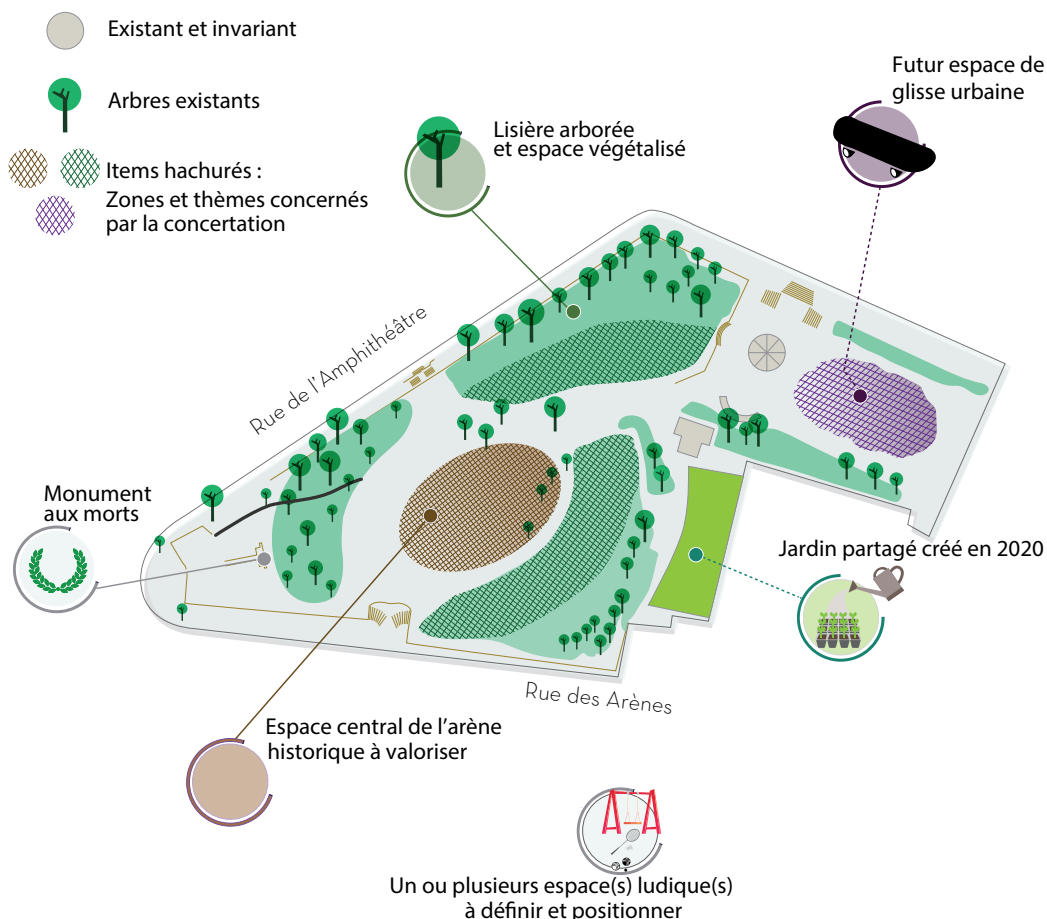 Existant et invariant
Arbres existants
Items hachurés :
Zones et thèmes concernés
par la concertation
Lisière arborée
et espace végétalisé
Futur espace de
glisse urbaine
Rue de l'Amphithéâtre
Monument
aux morts
Jardin partagé créé en 2020
Rue des Arènes
Espace central de l'arène
historique à valoriser
Un ou plusieurs espace(s) ludique(s)
à définir et positionner